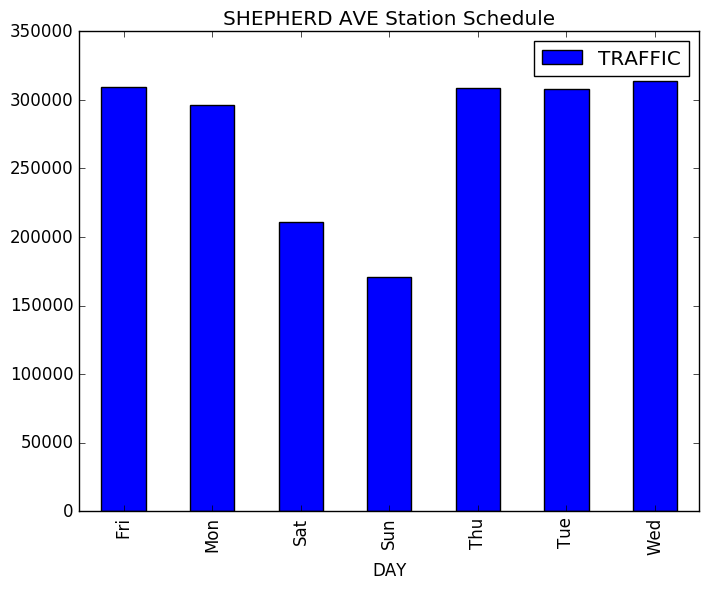 SHEPHERD AVE Station Schedule
TRAFFIC
350000
300000
250000
200000
150000
100000
50000
0
Fri
Mon
Sat
Sun
Thu
Tue
Wed
DAY